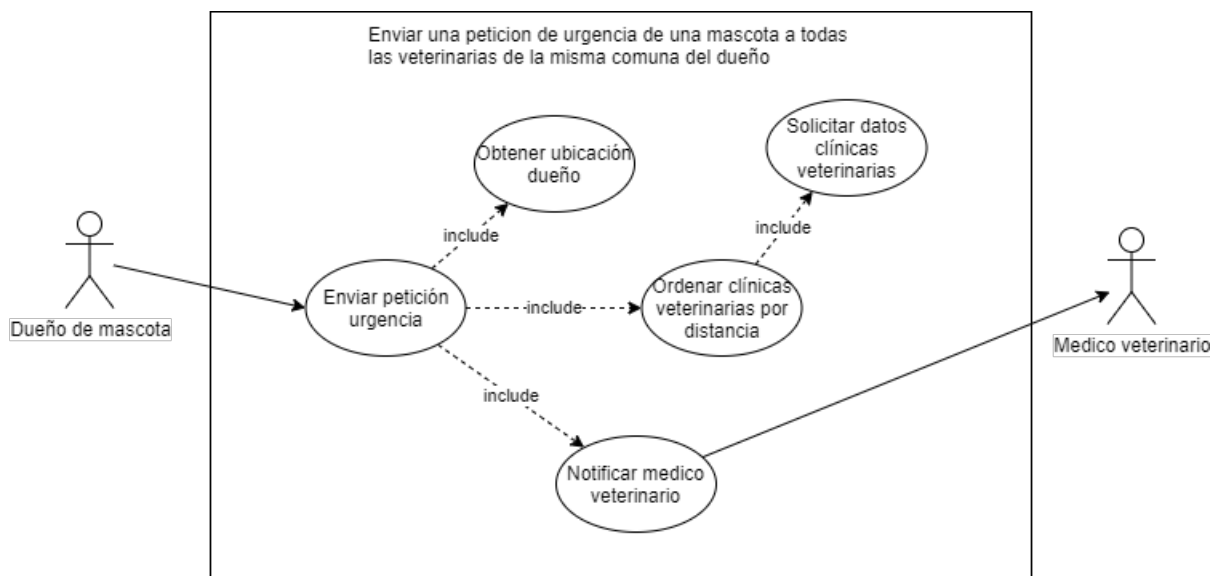 Enviar una peticion de urgencia de una mascota a todas
las veterinarias de la misma comuna del dueño
Solicitar datos
clínicas
veterinarias
Obtener ubicación
dueño
include
include
Enviar petición
urgencia
include
Ordenar clínicas
veterinarias por
distancia
Dueño de mascota
Medico veterinario
include
Notificar medico
veterinario